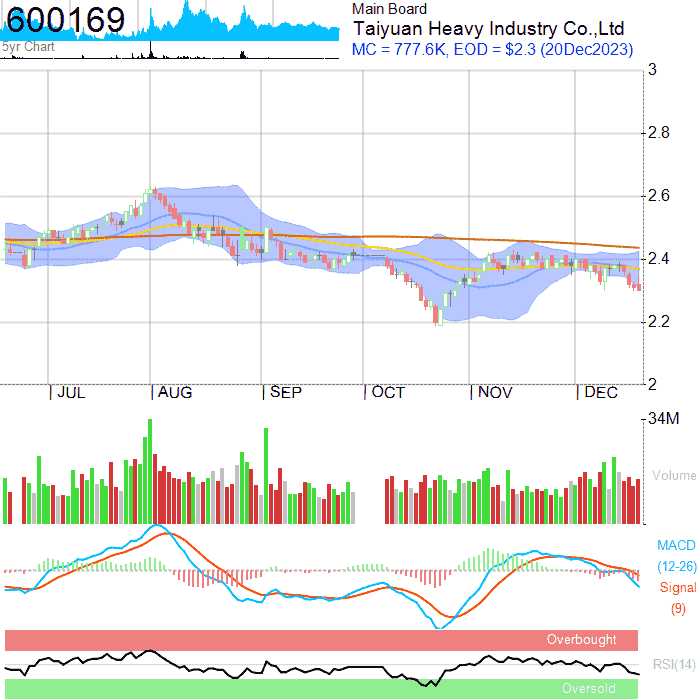 600169
5yr Chart
Main Board
Taiyuan Heavy Industry Co.,Ltd
MC = 777.6K, EOD = $2.3 (20Dec2023)
3
2.8
2.6
2.4
2.2
2
JUL
AUG
SEP
OCT
NOV
DEC
34M
Volume
MACD
(12-26)
Signal
(9)
Overbought
RSI(14)
Oversold